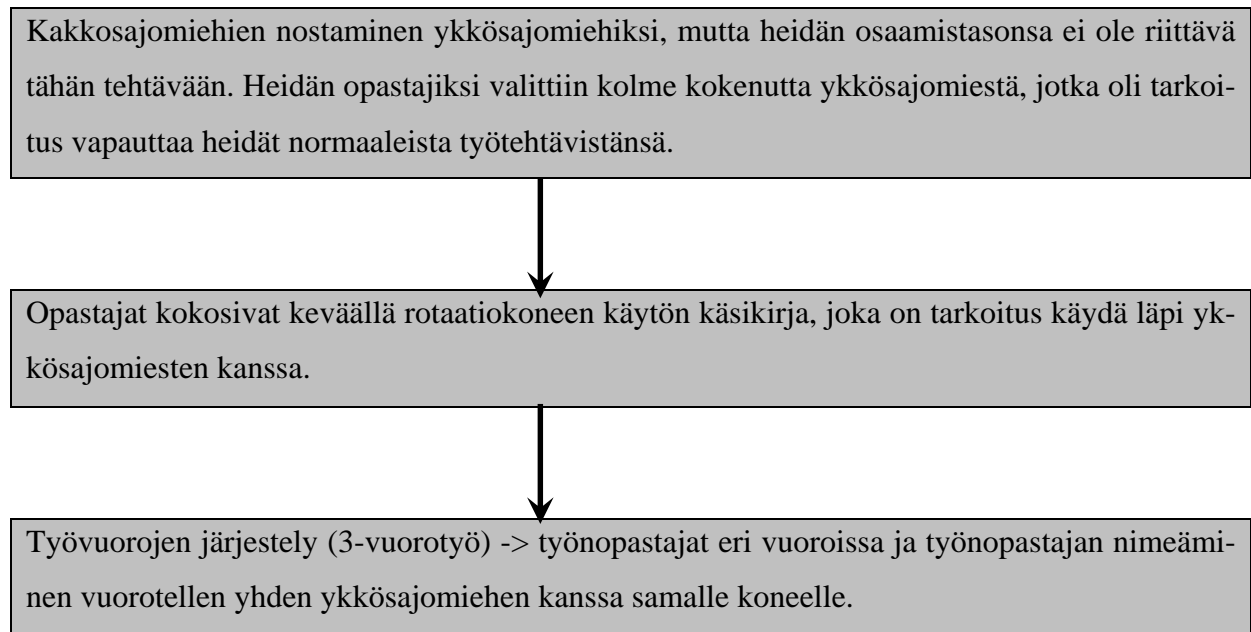 Kakkosajomiehien nostaminen ykkösajomiehiksi, mutta heidän osaamistasonsa ei ole riittävä
tähän tehtävään. Heidän opastajiksi valittiin kolme kokenutta ykkösajomiestä, jotka oli tarkoi-
tus vapauttaa heidät normaaleista työtehtävistänsä.
Opastajat kokosivat keväällä rotaatiokoneen käytön käsikirja, joka on tarkoitus käydä läpi yk-
kösajomiesten kanssa.
Työvuorojen järjestely (3-vuorotyö) -> työnopastajat eri vuoroissa ja työnopastajan nimeämi-
nen vuorotellen yhden ykkösajomiehen kanssa samalle koneelle.